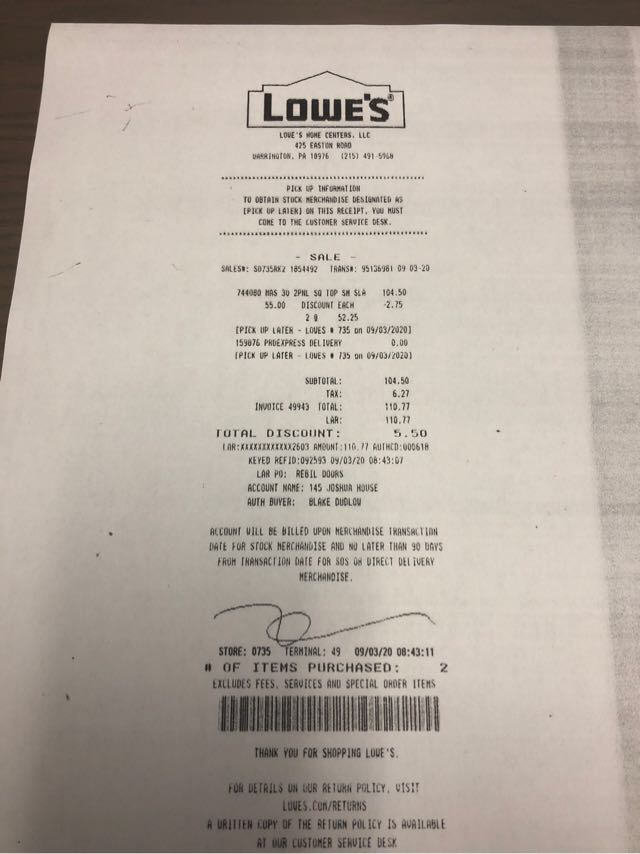 LOWE'S®
LOWE'S HOME CENTERS, LLC
425 EASTON ROAD
WARRINGTON, PA 18976 (215) 491-5968
PICK UP INFORMATION
TO OBTAIN STOCK MERCHANDISE DESIGNATED AS
[PICK UP LATER] ON THIS RECEIPT, YOU MUST
COME TO THE CUSTOMER SERVICE DESK.
- SALE -
SALES#: S0735RK2 1854492 TRANS#: 95136981 09-03-20
744080 MAS 30 2PNL SQ TOP SM SLA 104.50
55.00 DISCOUNT EACH -2.75
2 @ 52.25
[PICK UP LATER - LOWES # 735 on 09/03/2020]
159876 PROEXPRESS DELIVERY 0.00
[PICK UP LATER - LOWES # 735 on 09/03/2020]
SUBTOTAL: 104.50
TAX: 6.27
INVOICE 49943 TOTAL: 110.77
LAR: 110.77
TOTAL DISCOUNT: 5.50
LAR:XXXXXXXXXXXX2603 AMOUNT:110.77 AUTHCD:000618
KEYED REFID:092593 09/03/20 08:43:07
LAR PO: REBIL DOORS
ACCOUNT NAME: 145 JOSHUA HOUSE
AUTH BUYER: BLAKE DUDLOW
ACCOUNT WILL BE BILLED UPON MERCHANDISE TRANSACTION
DATE FOR STOCK MERCHANDISE AND NO LATER THAN 90 DAYS
FROM TRANSACTION DATE FOR SOS OR DIRECT DELIVERY
MERCHANDISE.
STORE: 0735 TERMINAL: 49 09/03/20 08:43:11
# OF ITEMS PURCHASED: 2
EXCLUDES FEES, SERVICES AND SPECIAL ORDER ITEMS
THANK YOU FOR SHOPPING LOWE'S.
FOR DETAILS ON OUR RETURN POLICY, VISIT
LOWES.COM/RETURNS
A WRITTEN COPY OF THE RETURN POLICY IS AVAILABLE
AT OUR CUSTOMER SERVICE DESK